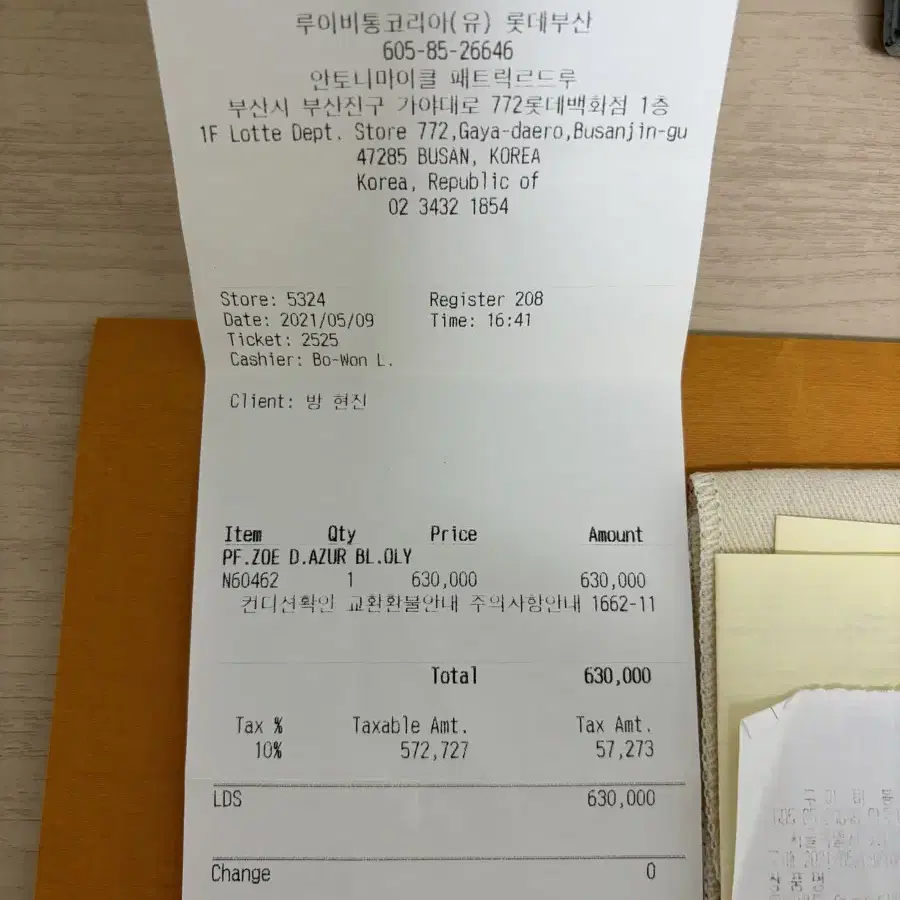 루이비통코리아(유) 롯데부산
605-85-26646
안토니마이클 패트릭르드루
부산시 부산진구 가야대로 772롯데백화점 1층
1F Lotte Dept. Store 772,Gaya-daero,Busanjin-gu
47285 BUSAN, KOREA
Korea, Republic of
02 3432 1854
Store: 5324 Register 208
Date: 2021/05/09 Time: 16:41
Ticket: 2525
Cashier: Bo-Won L.
Client: 방 현진
Item Qty Price Amount
PF.ZOE D.AZUR BL.OLY
N60462 1 630,000 630,000
컨디션확인 교환환불안내 주의사항안내 1662-11
Total 630,000
Tax % Taxable Amt. Tax Amt.
10% 572,727 57,273
LDS 630,000
Change 0
상품명